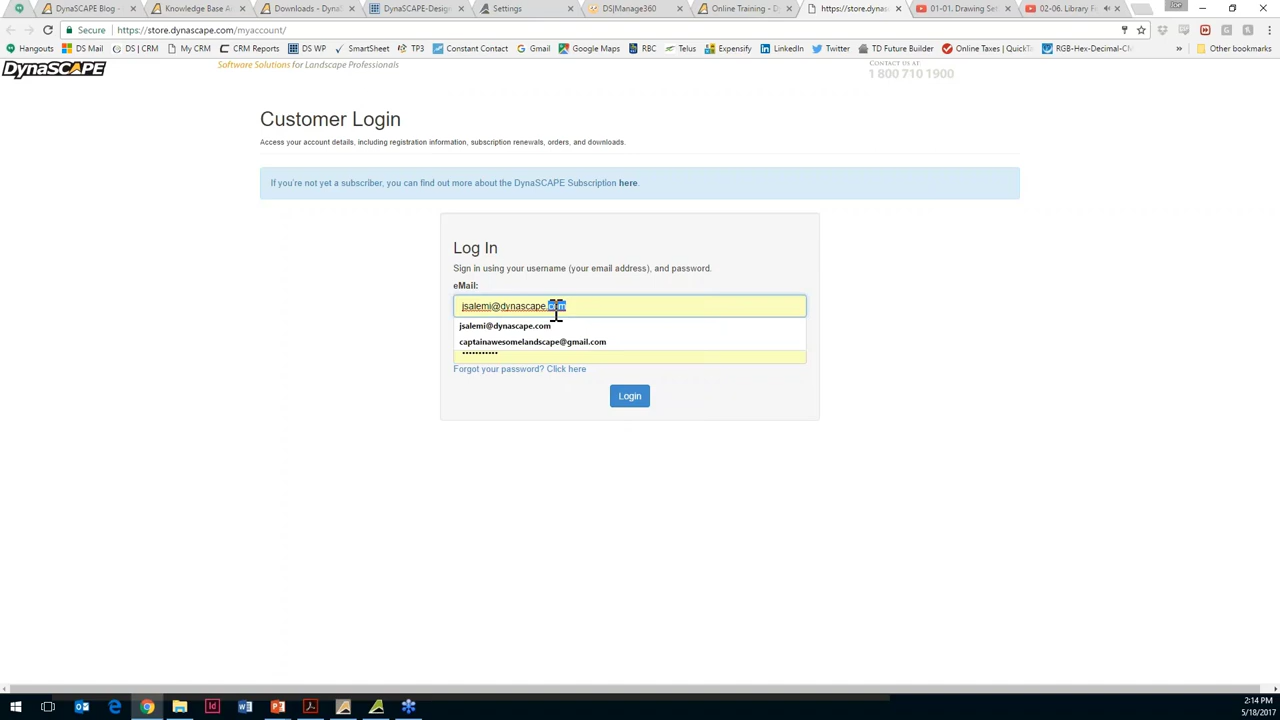 DynaSCAPE Blog -
Knowledge Base A
Downloads - Dyna
DynaSCAPE-Design
Settings
DS|Manage360
Online Training - D
https://store.dynas
01-01. Drawing Set
02-06. Library F
Secure
https://store.dynascape.com/myaccount/
Hangouts
DS Mail
DS | CRM
My CRM
CRM Reports
DS WP
SmartSheet
TP3
Constant Contact
Gmail
Google Maps
RBC
Telus
Expensify
LinkedIn
Twitter
TD Future Builder
Online Taxes | QuickT
RGB-Hex-Decimal-Ch
»
Other bookmarks
DynaSCAPE
Software Solutions for Landscape Professionals
CONTACT US AT:
1 800 710 1900
Customer Login
Access your account details, including registration information, subscription renewals, orders, and downloads.
If you're not yet a subscriber, you can find out more about the DynaSCAPE Subscription here.
Log In
Sign in using your username (your email address), and password.
eMail:
jsalemi@dynascape.com
jsalemi@dynascape.com
captainawesomelandscape@gmail.com
•••••••••••
Forgot your password? Click here
Login
2:14 PM
5/18/2017